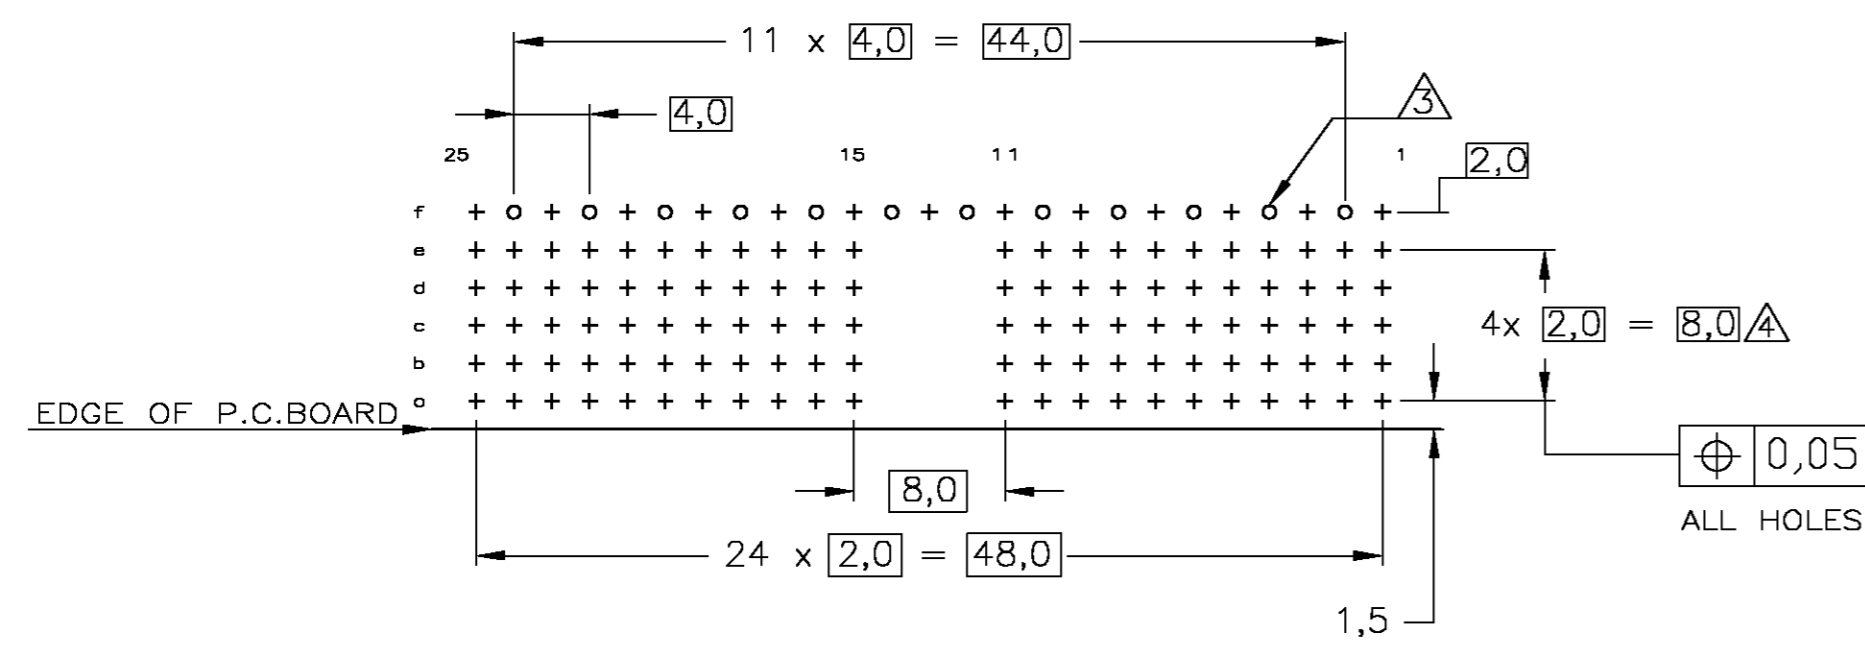 11 x 4,0 = 44,0
3
4,0
25 15 11 1
2,0
f
e
d
c
4x 2,0 = 8,0 4
b
a
EDGE OF P.C.BOARD
0,05
8,0
ALL HOLES
24 x 2,0 = 48,0
1,5